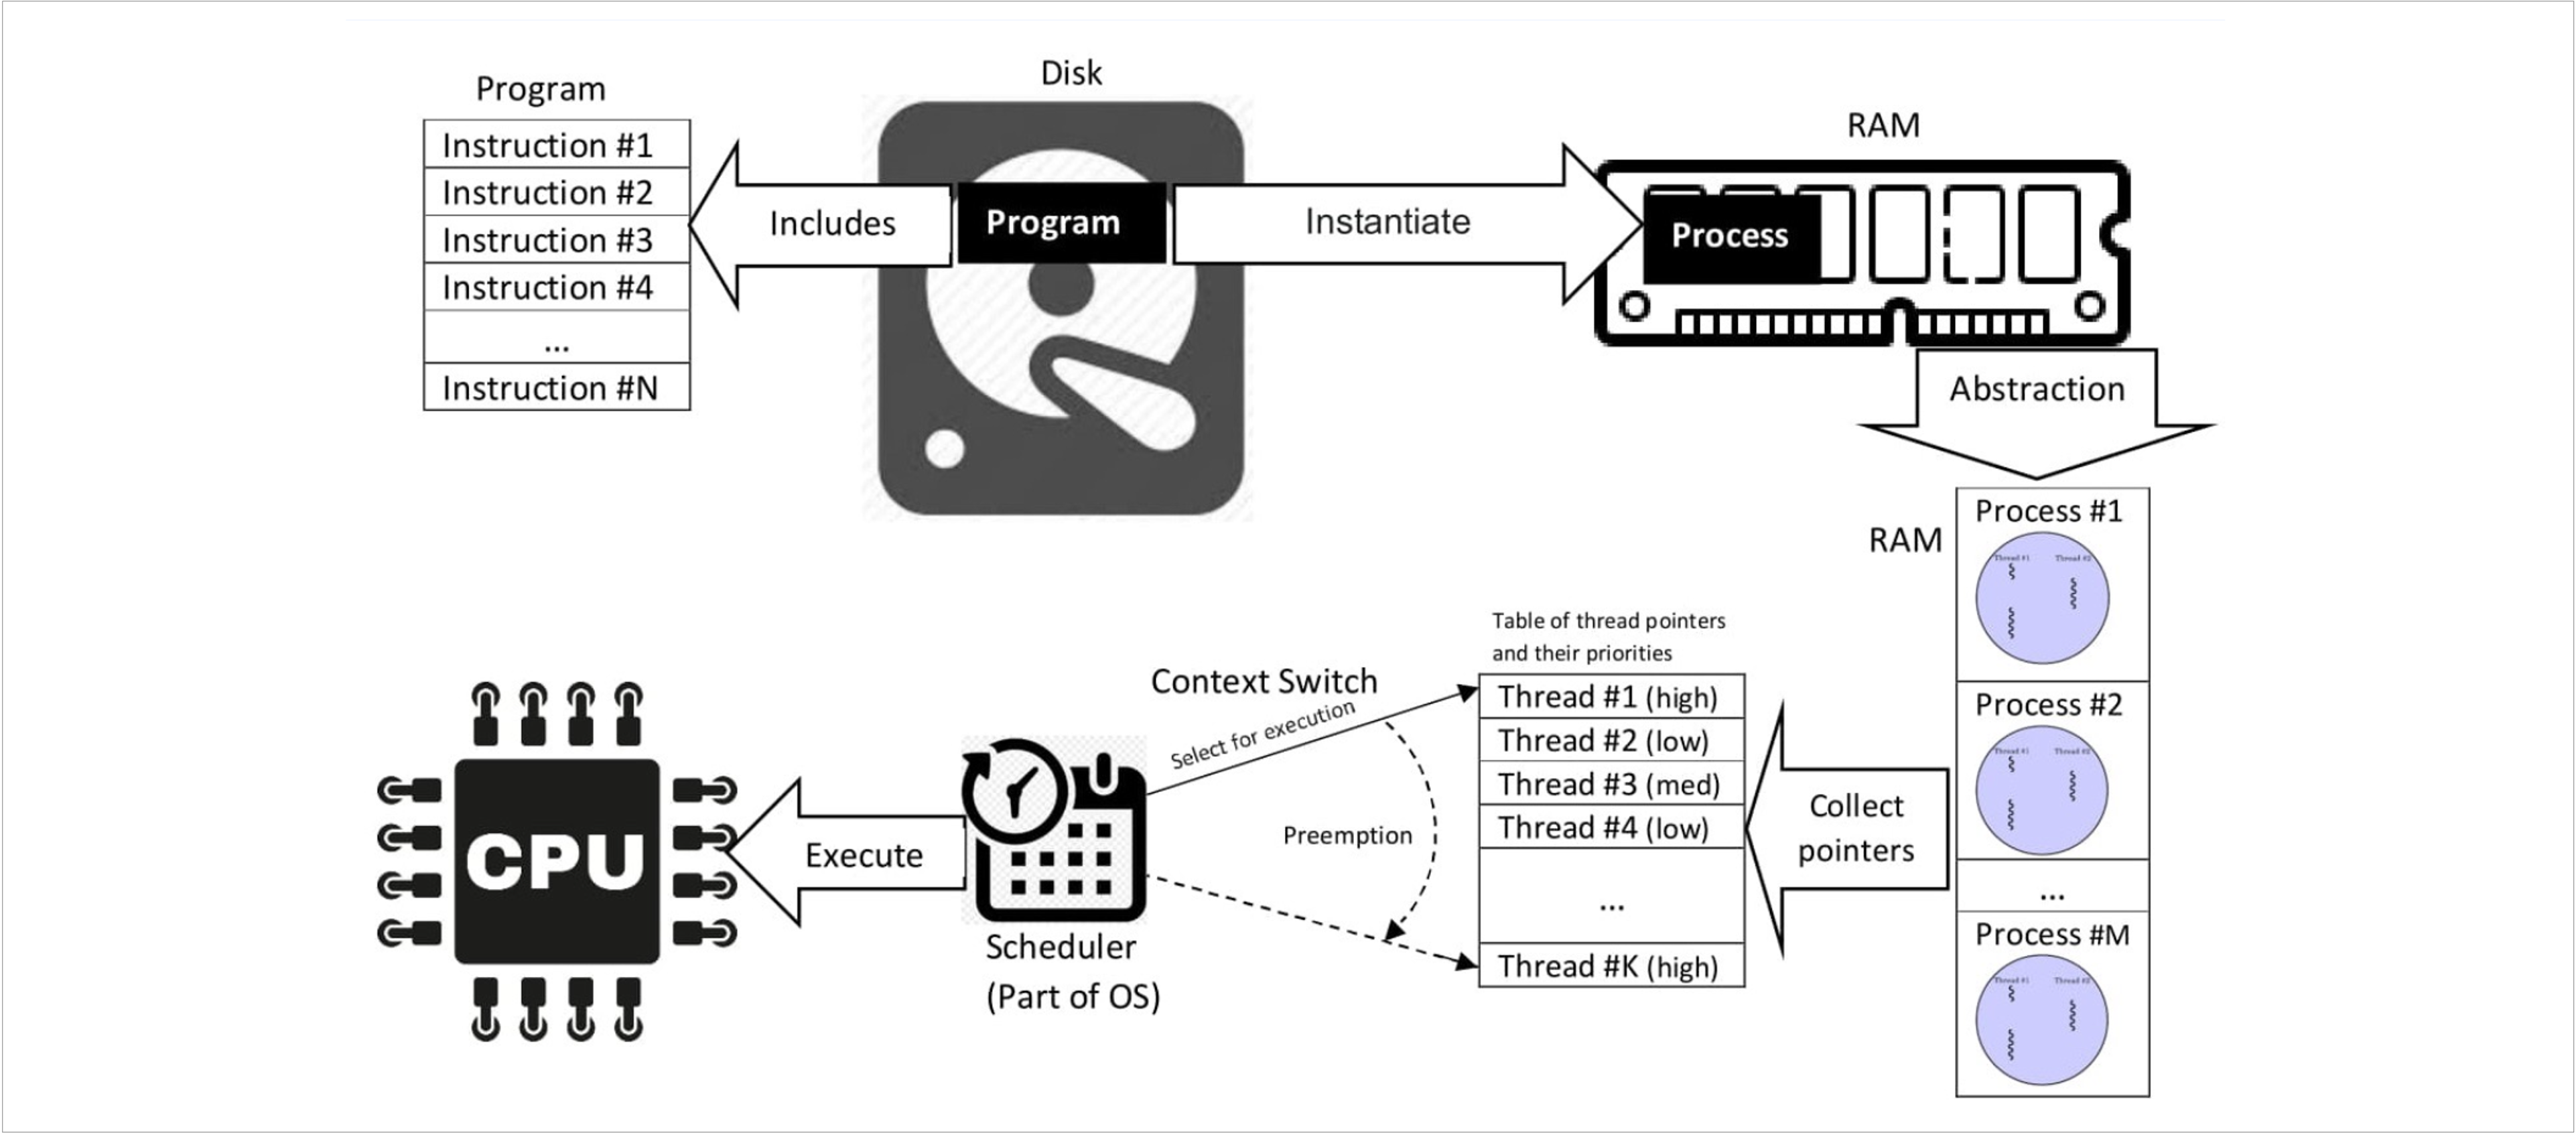 Program
Instruction #1
Instruction #2
Instruction #3
Instruction #4
...
Instruction #N
Includes
Disk
Program
Instantiate
RAM
Process
Abstraction
RAM
Process #1
Thread #1 Thread #2
Process #2
Thread #1 Thread #2
...
Process #M
Thread #1 Thread #2
Collect
pointers
Table of thread pointers
and their priorities
Thread #1 (high)
Thread #2 (low)
Thread #3 (med)
Thread #4 (low)
...
Thread #K (high)
Context Switch
Select for execution
Preemption
Scheduler
(Part of OS)
Execute
CPU